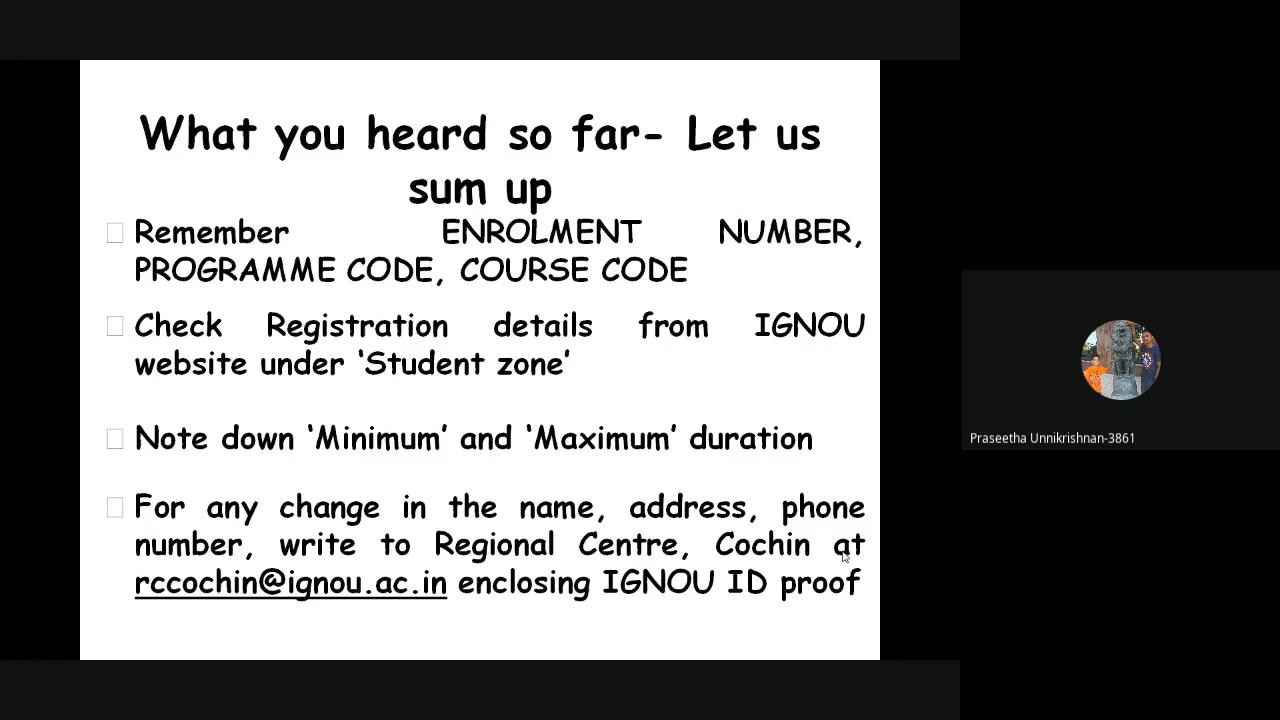 What you heard so far- Let us
sum up
Remember ENROLMENT NUMBER,
PROGRAMME CODE, COURSE CODE
Check Registration details from IGNOU
website under ‘Student zone’
Note down ‘Minimum’ and ‘Maximum’ duration
For any change in the name, address, phone
number, write to Regional Centre, Cochin at
rccochin@ignou.ac.in enclosing IGNOU ID proof
Praseetha Unnikrishnan-3861